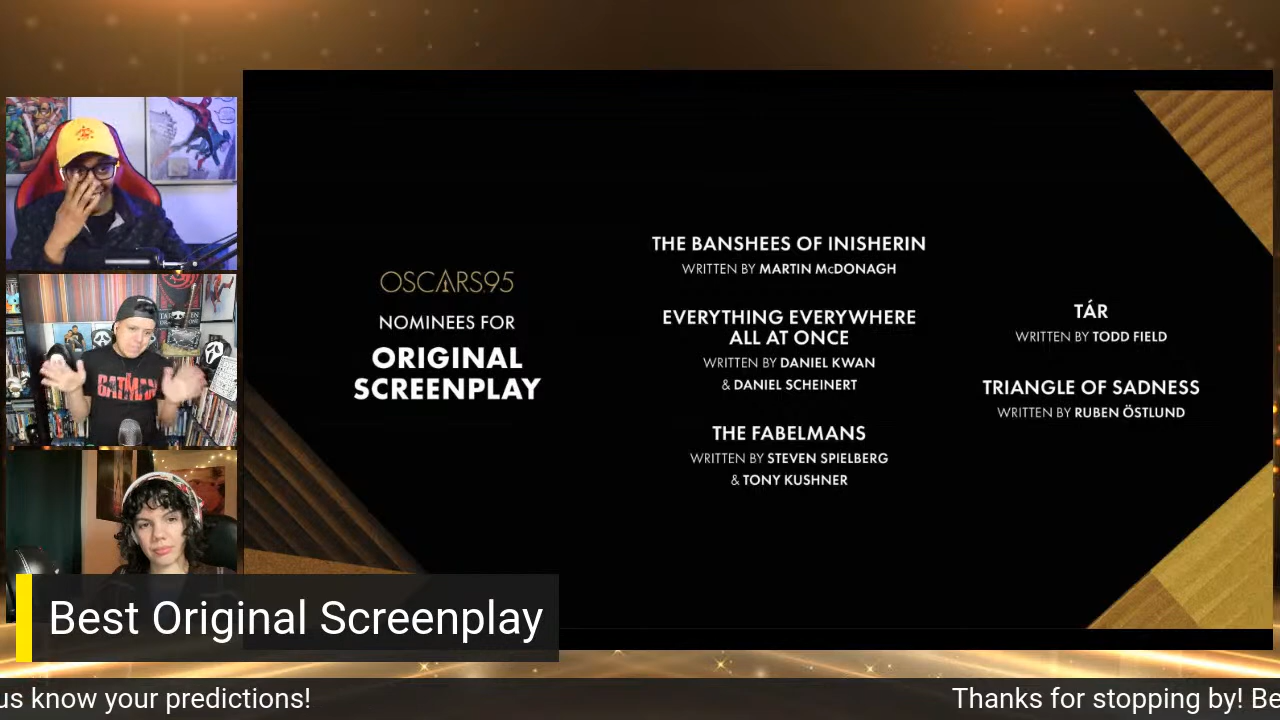 OSCARS95
NOMINEES FOR
ORIGINAL
SCREENPLAY
THE BANSHEES OF INISHERIN
WRITTEN BY MARTIN McDONAGH
EVERYTHING EVERYWHERE
ALL AT ONCE
WRITTEN BY DANIEL KWAN
& DANIEL SCHEINERT
THE FABELMANS
WRITTEN BY STEVEN SPIELBERG
& TONY KUSHNER
TÁR
WRITTEN BY TODD FIELD
TRIANGLE OF SADNESS
WRITTEN BY RUBEN ÖSTLUND
BATMAN
Best Original Screenplay
us know your predictions!
Thanks for stopping by! Be